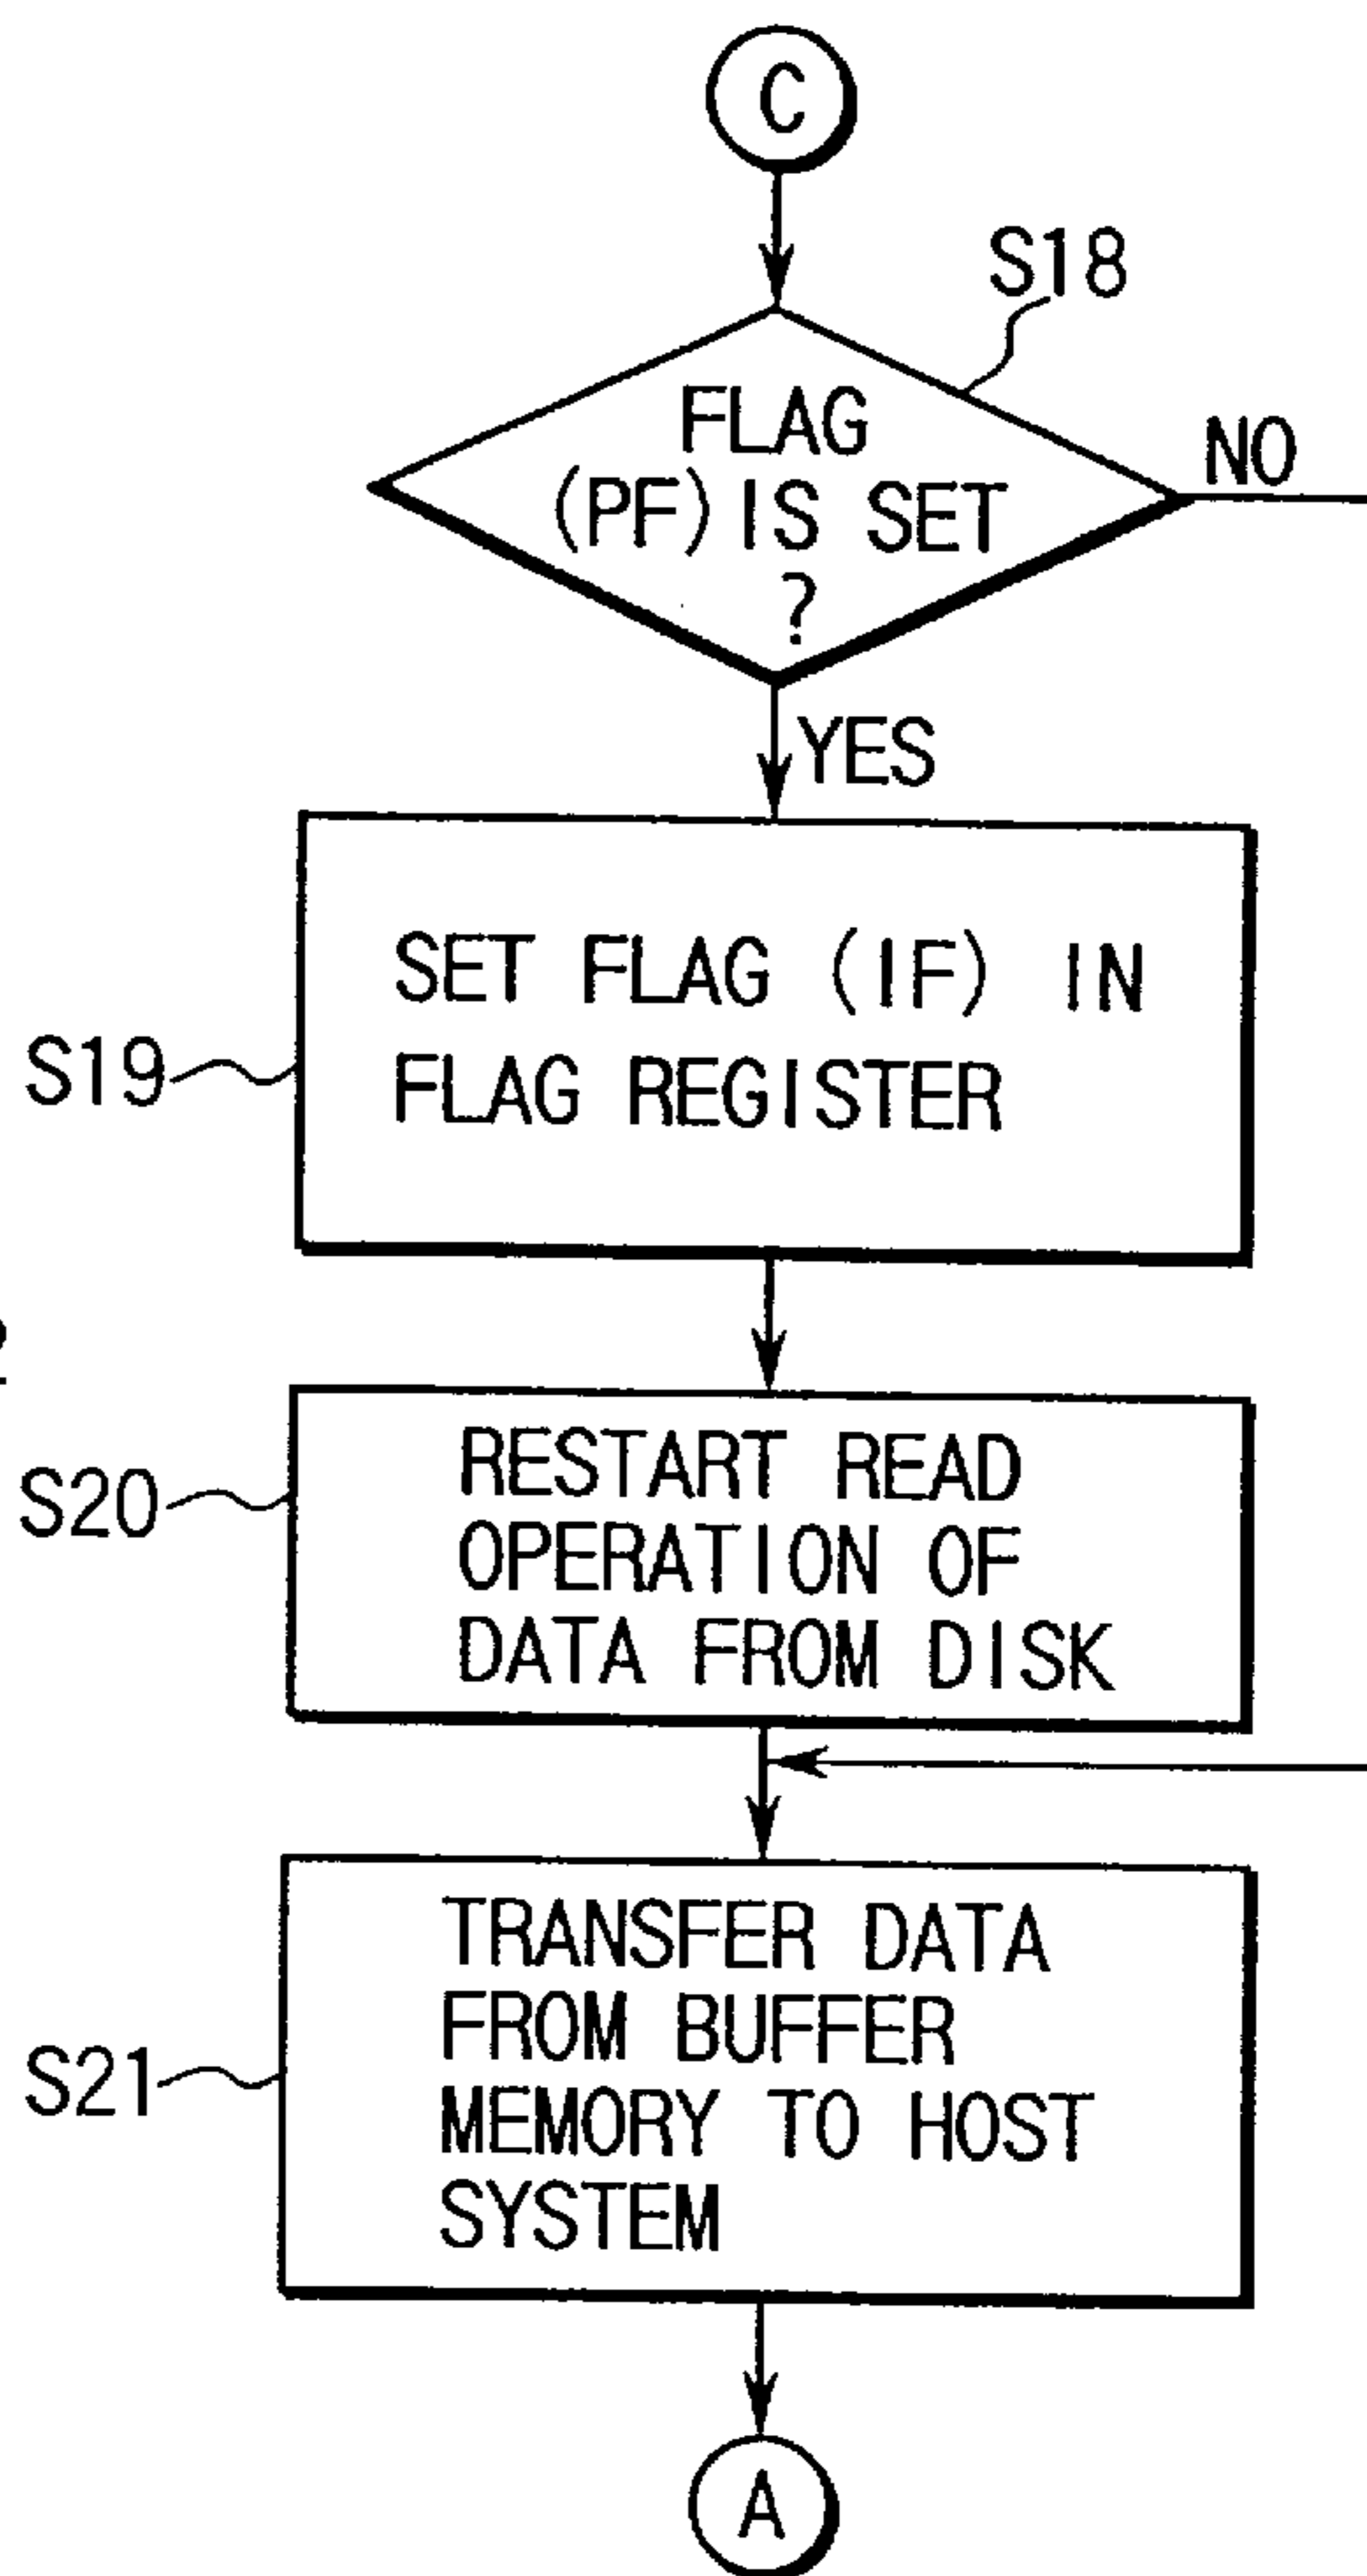 C
S18
FLAG
(PF) IS SET
?
NO
YES
SET FLAG (IF) IN
FLAG REGISTER
S19
RESTART READ
OPERATION OF
DATA FROM DISK
S20
TRANSFER DATA
FROM BUFFER
MEMORY TO HOST
SYSTEM
S21
A